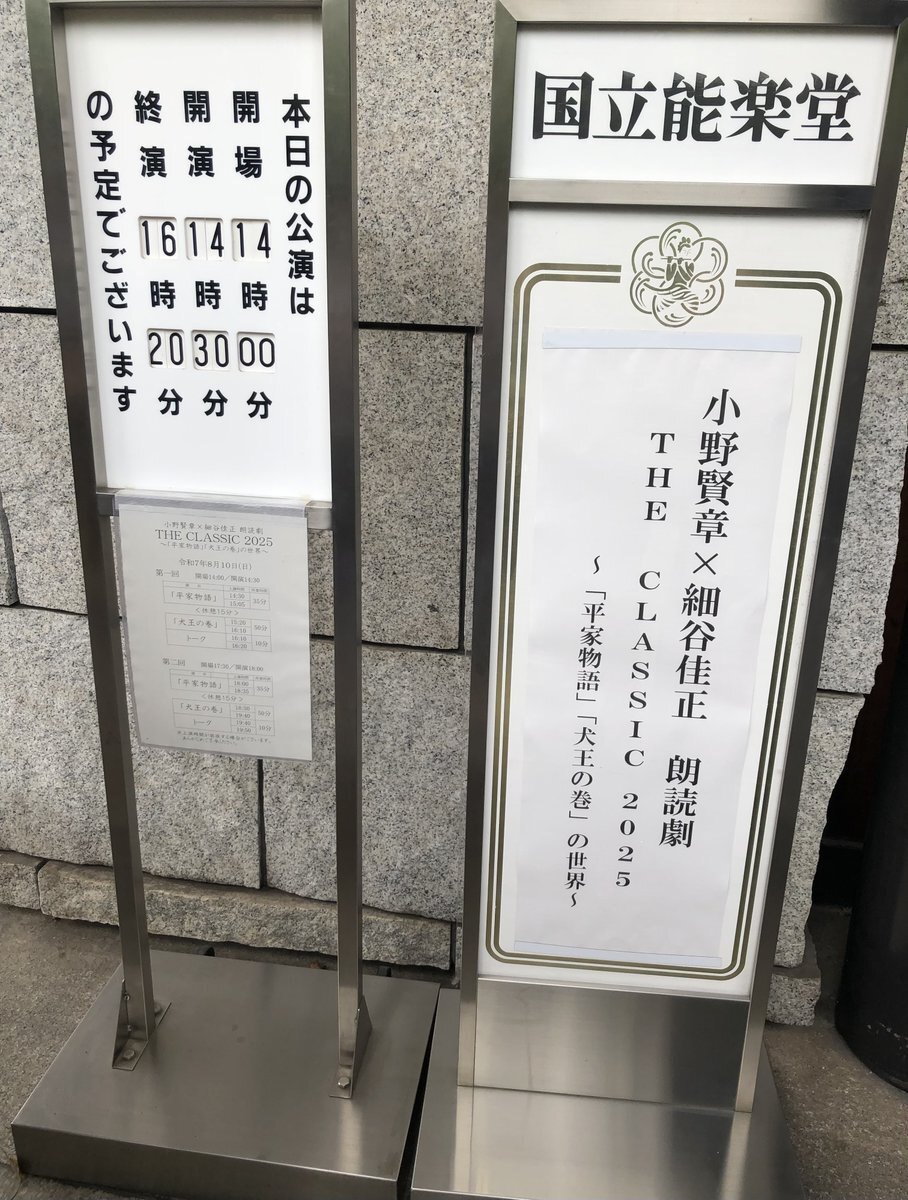 本日の公演は
開場 14時00分
開演 14時30分
終演 16時20分
の予定でございます
小野賢章×細谷佳正 朗読劇
THE CLASSIC 2025
～「平家物語」「犬王の巻」の世界～
令和7年8月10日(日)
第一回 開場14:00／開演14:30
「平家物語」 14:30 15:05 35分
＜休憩15分＞
「犬王の巻」 15:20 16:10 50分
トーク 16:10 16:20 10分
第二回 開場17:30／開演18:00
「平家物語」 18:00 18:35 35分
＜休憩15分＞
「犬王の巻」 18:50 19:40 50分
トーク 19:40 19:50 10分
国立能楽堂
小野賢章×細谷佳正 朗読劇
THE CLASSIC 2025
～「平家物語」「犬王の巻」の世界～